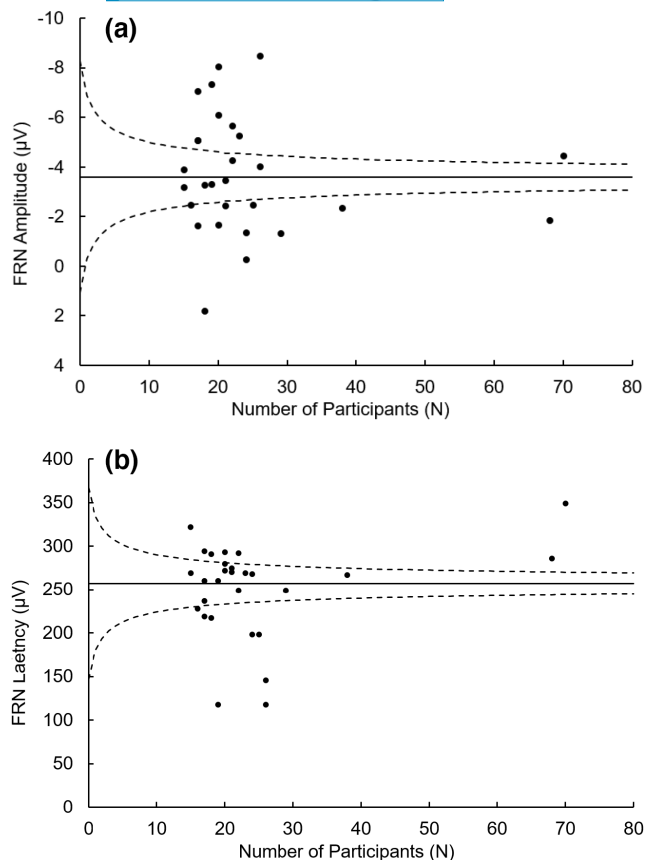 (a)
-10
-8
-6
-4
-2
0
2
4
FRN Amplitude (µV)
0 10 20 30 40 50 60 70 80
Number of Participants (N)
(b)
400
350
300
250
200
150
100
50
0
FRN Laetncy (µV)
0 10 20 30 40 50 60 70 80
Number of Participants (N)